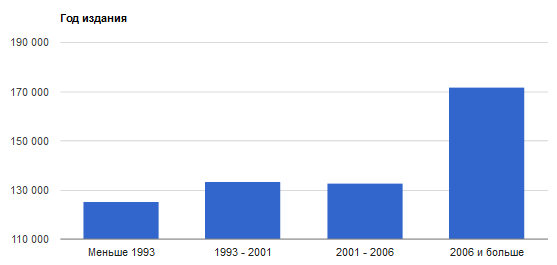 Год издания
190 000
170 000
150 000
130 000
110 000
Меньше 1993
1993 - 2001
2001 - 2006
2006 и больше